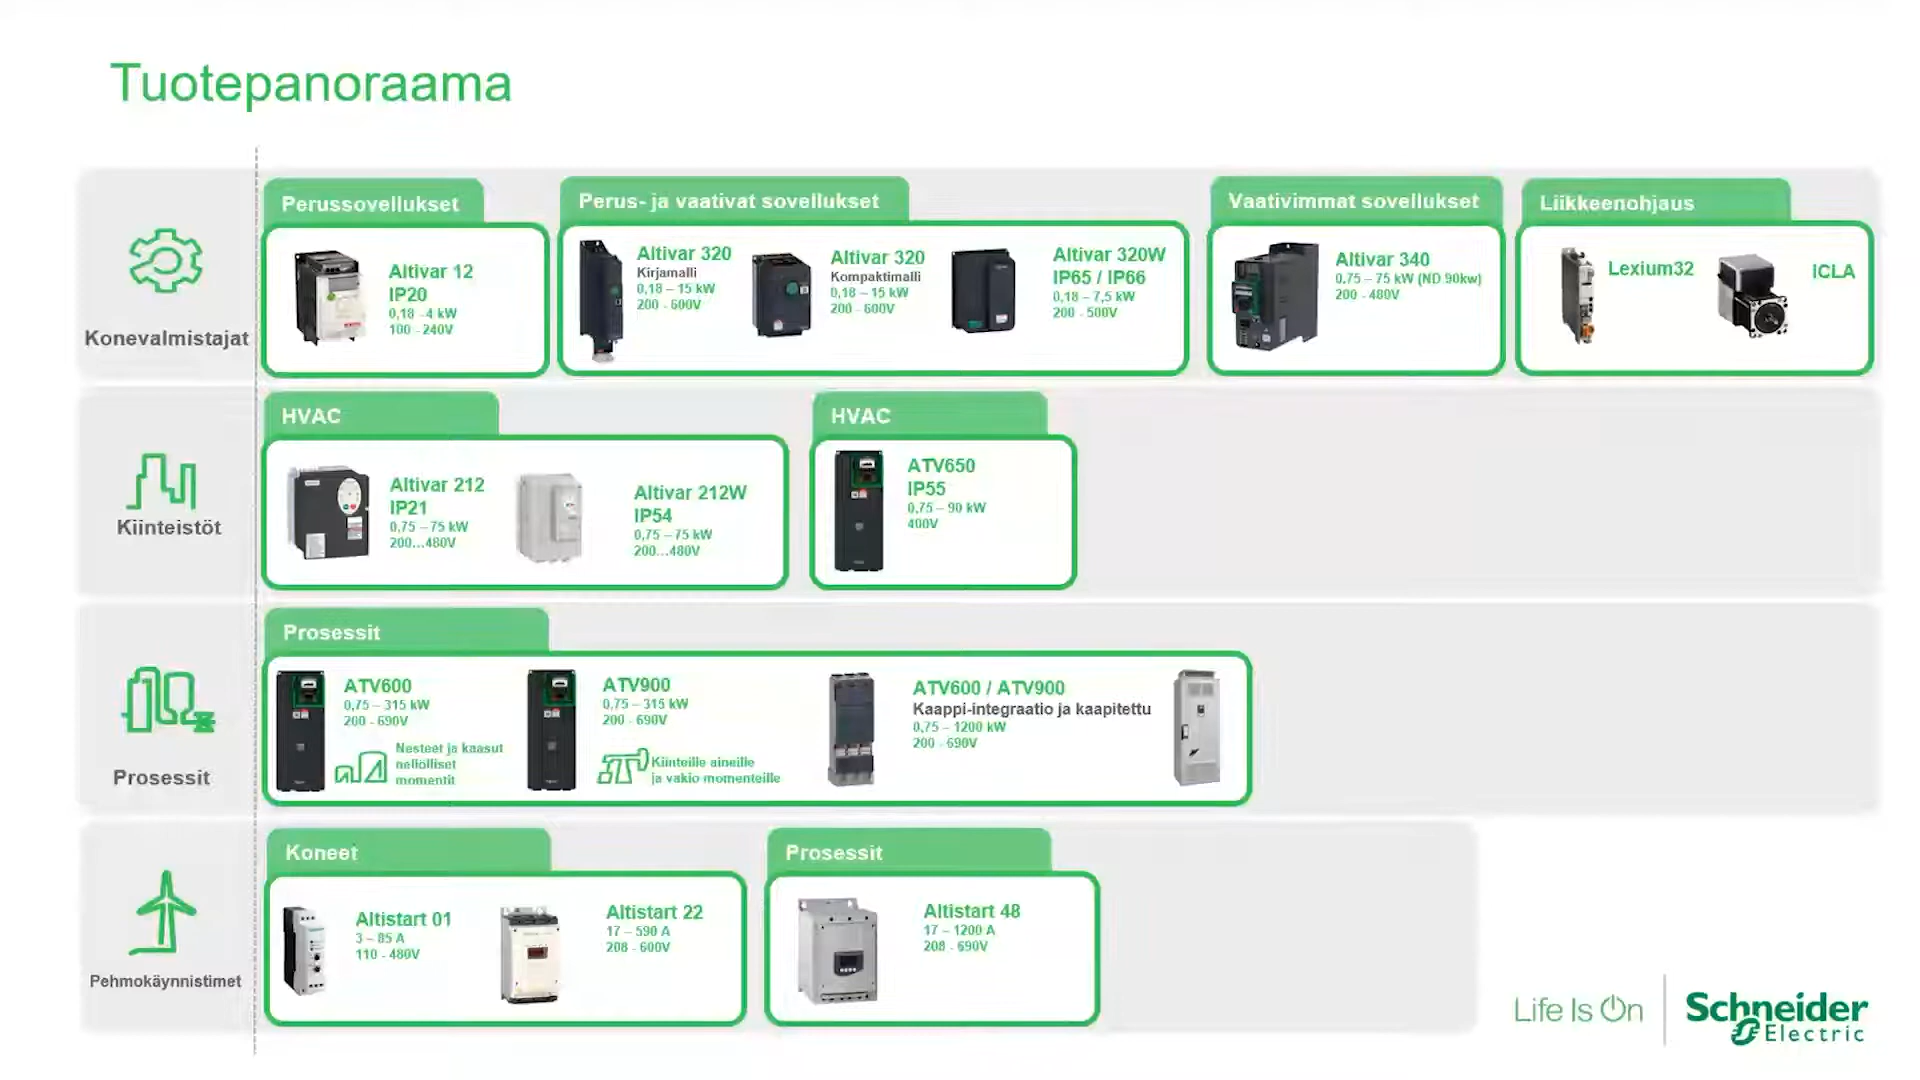 Tuotepanoraama
Konevalmistajat
Perussovellukset
Altivar 12
IP20
0,18 -4 kW
100 - 240V
Perus- ja vaativat sovellukset
Altivar 320
Kirjamalli
0,18 – 15 kW
200 - 600V
Altivar 320
Kompaktimalli
0,18 – 15 kW
200 - 600V
Altivar 320W
IP65 / IP66
0,18 – 7,5 kW
200 - 500V
Vaativimmat sovellukset
Altivar 340
0,75 – 75 kW (ND 90kw)
200 - 480V
Liikkeenohjaus
Lexium32
ICLA
Kiinteistöt
HVAC
Altivar 212
IP21
0,75 – 75 kW
200...480V
Altivar 212W
IP54
0,75 – 75 kW
200...480V
HVAC
ATV650
IP55
0,75 – 90 kW
400V
Prosessit
Prosessit
ATV600
0,75 – 315 kW
200 - 690V
Nesteet ja kaasut
neliölliset
momentit
ATV900
0,75 – 315 kW
200 - 690V
Kiinteille aineille
ja vakio momenteille
ATV600 / ATV900
Kaappi-integraatio ja kaapitettu
0,75 – 1200 kW
200 - 690V
Pehmokäynnistimet
Koneet
Altistart 01
3 – 85 A
110 - 480V
Altistart 22
17 – 590 A
208 - 600V
Prosessit
Altistart 48
17 – 1200 A
208 - 690V
Life Is On
Schneider
Electric